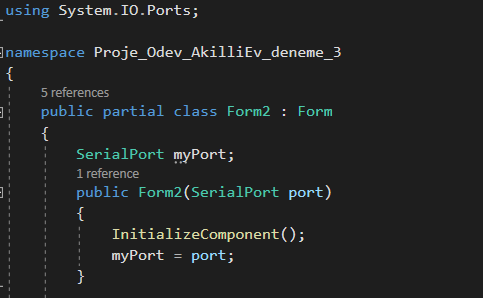 using System.IO.Ports;
namespace Proje_Odev_AkilliEv_deneme_3
{
5 references
public partial class Form2 : Form
{
SerialPort myPort;
1 reference
public Form2(SerialPort port)
{
InitializeComponent();
myPort = port;
}